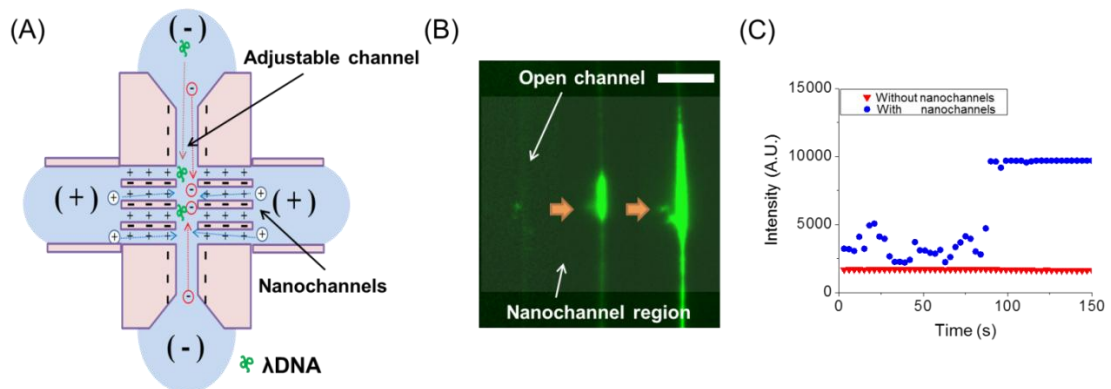 (A)
(-)
Adjustable channel
(+)
(+)
Nanochannels
(-)
λDNA
(B)
Open channel
Nanochannel region
(C)
Without nanochannels
With nanochannels
15000
10000
5000
0
Intensity (A.U.)
0 50 100 150
Time (s)